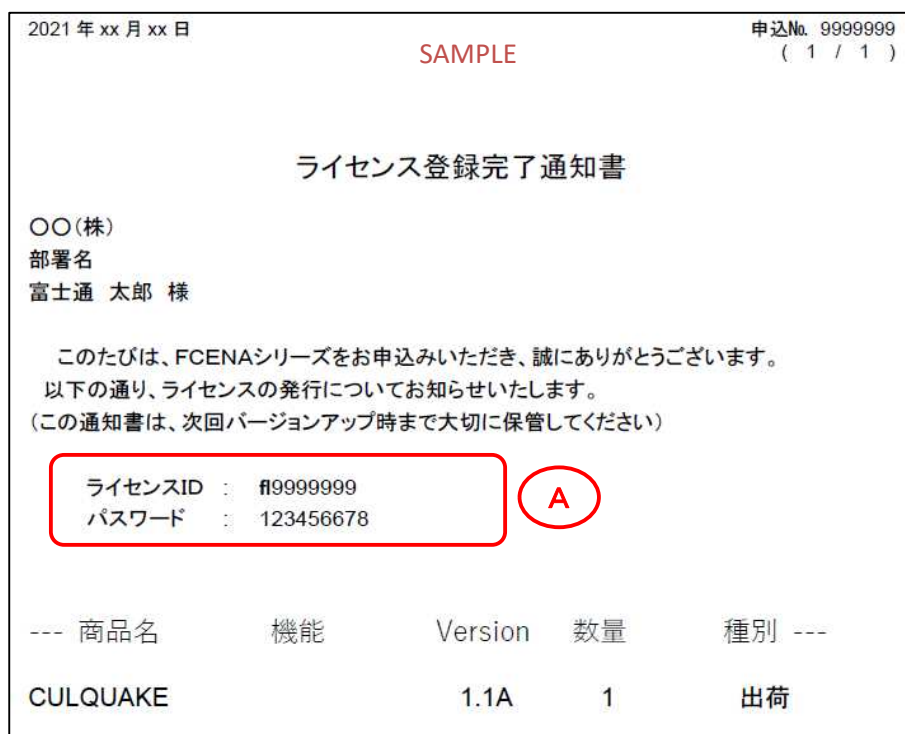 2021 年 xx 月 xx 日
申込No. 9999999
SAMPLE
( 1 / 1 )
ライセンス登録完了通知書
〇〇(株)
部署名
富士通 太郎 様
このたびは、FCENAシリーズをお申込みいただき、誠にありがとうございます。
以下の通り、ライセンスの発行についてお知らせいたします。
(この通知書は、次回バージョンアップ時まで大切に保管してください)
ライセンスID : fl9999999
A
パスワード : 123456678
--- 商品名 機能 Version 数量 種別 ---
CULQUAKE 1.1A 1 出荷